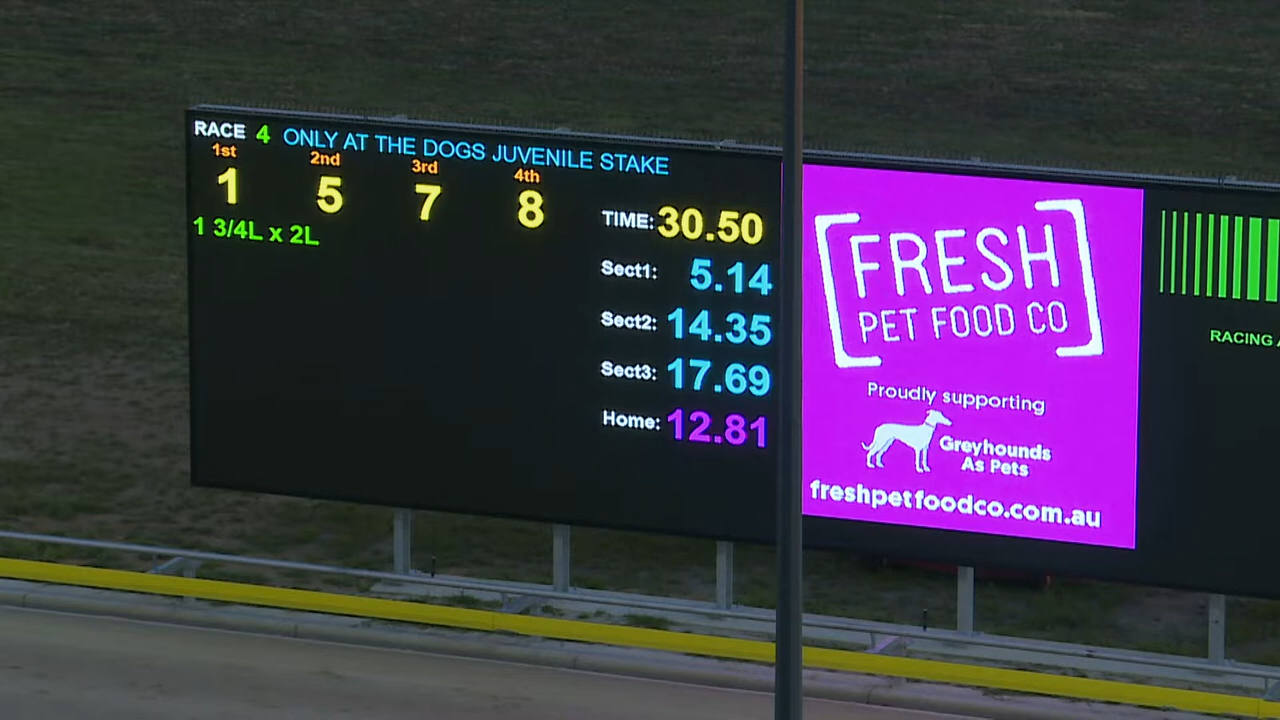 RACE 4 ONLY AT THE DOGS JUVENILE STAKE
1st 2nd 3rd 4th
1 5 7 8
1 3/4L x 2L
TIME: 30.50
Sect1: 5.14
Sect2: 14.35
Sect3: 17.69
Home: 12.81
FRESH
PET FOOD CO
Proudly supporting
Greyhounds
As Pets
freshpetfoodco.com.au
RACING